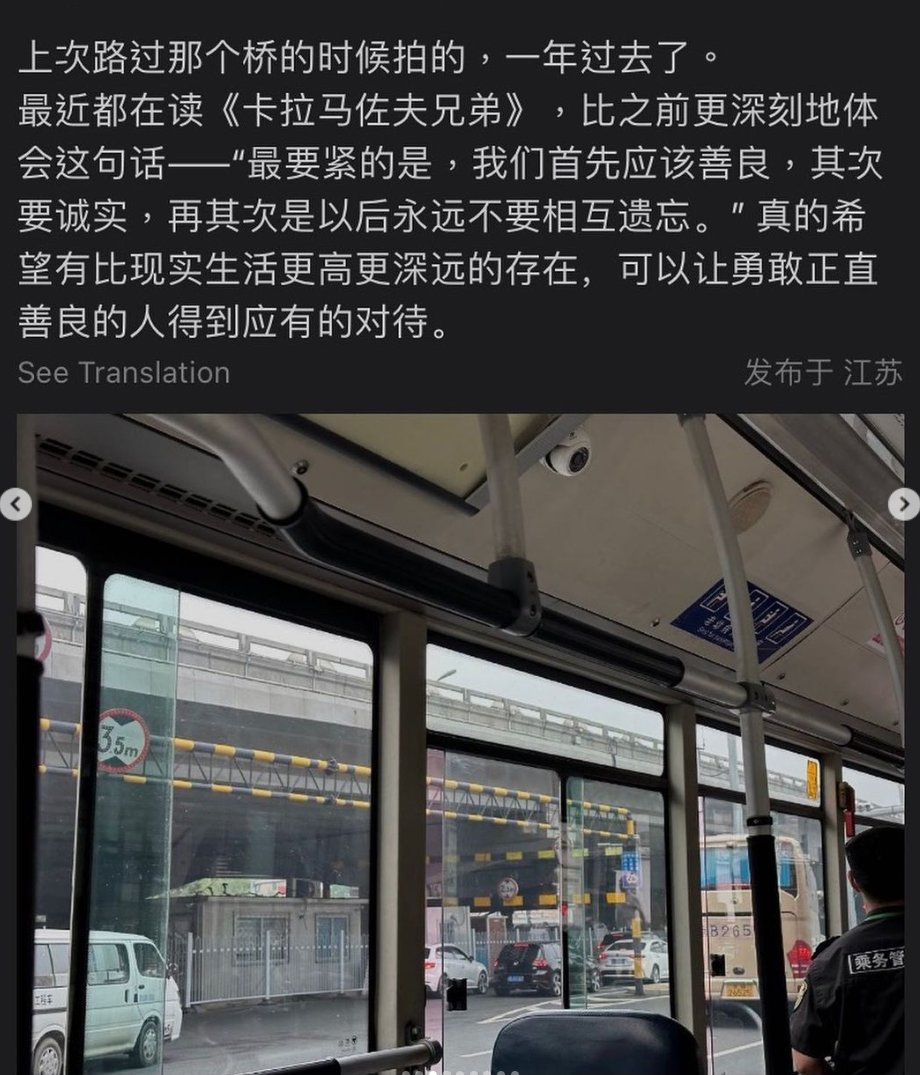 上次路过那个桥的时候拍的，一年过去了。
最近都在读《卡拉马佐夫兄弟》，比之前更深刻地体
会这句话——“最要紧的是，我们首先应该善良，其次
要诚实，再其次是以后永远不要相互遗忘。” 真的希
望有比现实生活更高更深远的存在，可以让勇敢正直
善良的人得到应有的对待。
See Translation
发布于 江苏
3.5m
B8265
乘务管